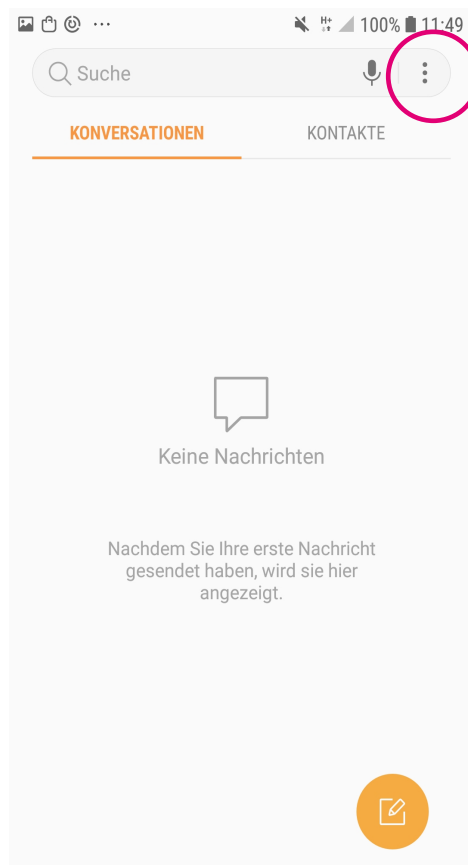 H+ 100% 11:49
Suche
KONVERSATIONEN KONTAKTE
Keine Nachrichten
Nachdem Sie Ihre erste Nachricht
gesendet haben, wird sie hier
angezeigt.